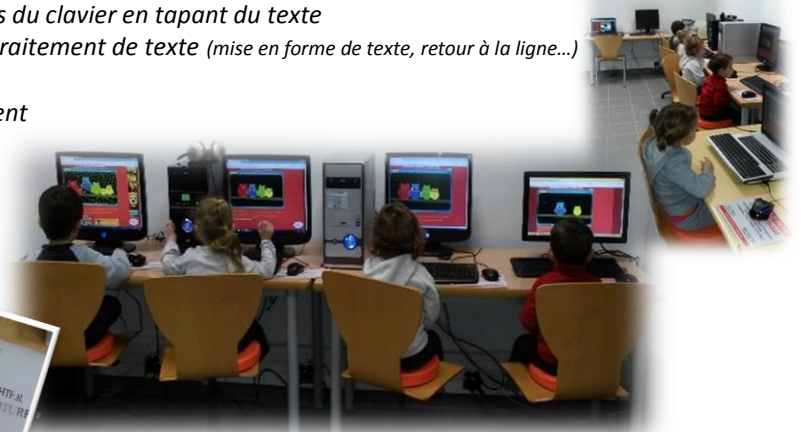 s du clavier en tapant du texte
raitement de texte (mise en forme de texte, retour à la ligne…)
ent